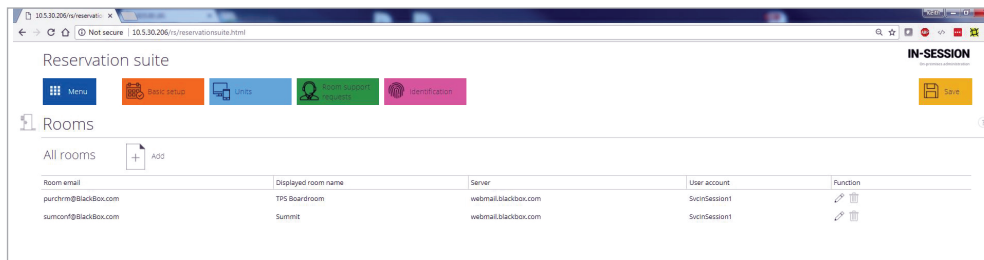 10.5.30.206/rs/reservatio
Not secure | 10.5.30.206/rs/reservationsuite.html
Reservation suite
IN-SESSION
Menu
Basic setup
Units
Room support requests
Identification
Save
Rooms
All rooms
Add
Room email Displayed room name Server User account Function
purchrm@BlackBox.com TPS Boardroom webmail.blackbox.com SvcInSession1
sumconf@BlackBox.com Summit webmail.blackbox.com SvcInSession1